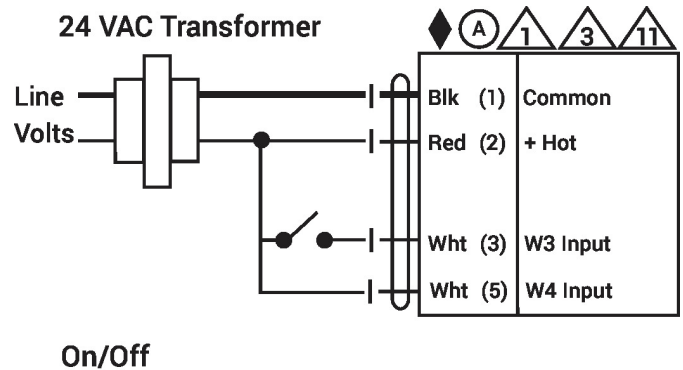 24 VAC Transformer
A 1 3 11
Line
Volts
Blk (1) Common
Red (2) + Hot
Wht (3) W3 Input
Wht (5) W4 Input
On/Off